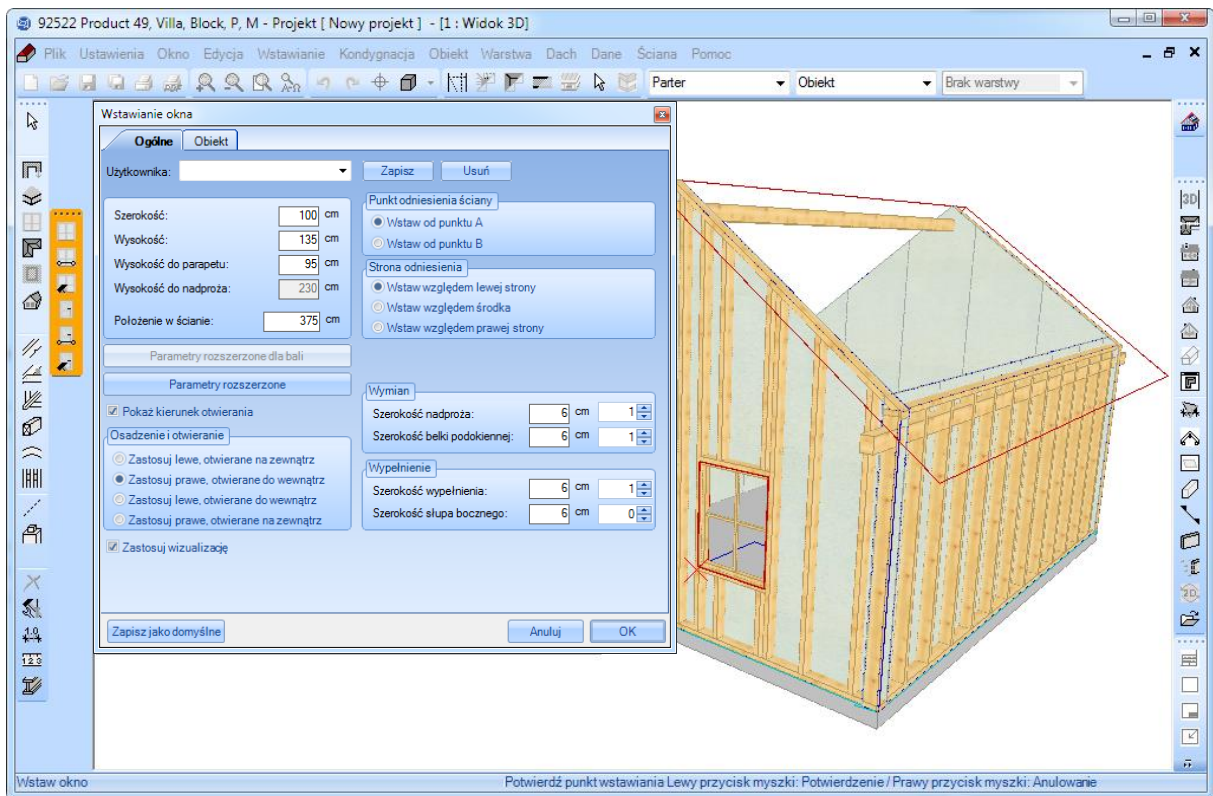 92522 Product 49, Villa, Block, P, M - Projekt [ Nowy projekt ] - [1 : Widok 3D]
Plik Ustawienia Okno Edycja Wstawianie Kondygnacja Obiekt Warstwa Dach Dane Ściana Pomoc
Parter Obiekt Brak warstwy
Wstawianie okna
Ogólne Obiekt
Użytkownika: Zapisz Usuń
Szerokość: 100 cm
Wysokość: 135 cm
Wysokość do parapetu: 95 cm
Wysokość do nadproża: 230 cm
Położenie w ścianie: 375 cm
Parametry rozszerzone dla bali
Parametry rozszerzone
Pokaż kierunek otwierania
Osadzenie i otwieranie
Zastosuj lewe, otwierane na zewnątrz
Zastosuj prawe, otwierane do wewnątrz
Zastosuj lewe, otwierane do wewnątrz
Zastosuj prawe, otwierane na zewnątrz
Zastosuj wizualizację
Punkt odniesienia ściany
Wstaw od punktu A
Wstaw od punktu B
Strona odniesienia
Wstaw względem lewej strony
Wstaw względem środka
Wstaw względem prawej strony
Wymian
Szerokość nadproża: 6 cm 1
Szerokość belki podokiennej: 6 cm 1
Wypełnienie
Szerokość wypełnienia: 6 cm 1
Szerokość słupa bocznego: 6 cm 0
Zapisz jako domyślne Anuluj OK
3D
2D
1.0
1 2 3
Wstaw okno Potwierdź punkt wstawiania Lewy przycisk myszki: Potwierdzenie / Prawy przycisk myszki: Anulowanie